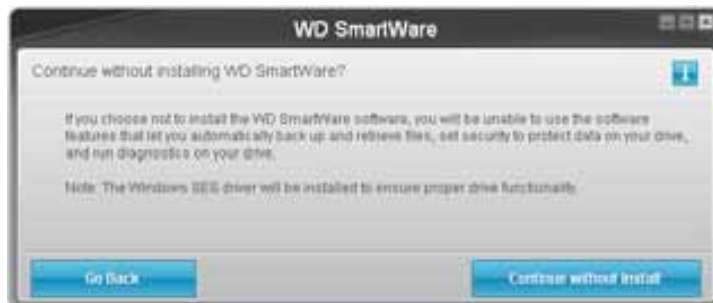 WD SmartWare
Continue without installing WD SmartWare?
If you choose not to install the WD SmartWare software, you will be unable to use the software
features that let you automatically back up and retrieve files, set security to protect data on your drive,
and run diagnostics on your drive.
Note: The Windows SES driver will be installed to ensure proper drive functionality.
Go Back
Continue without Install